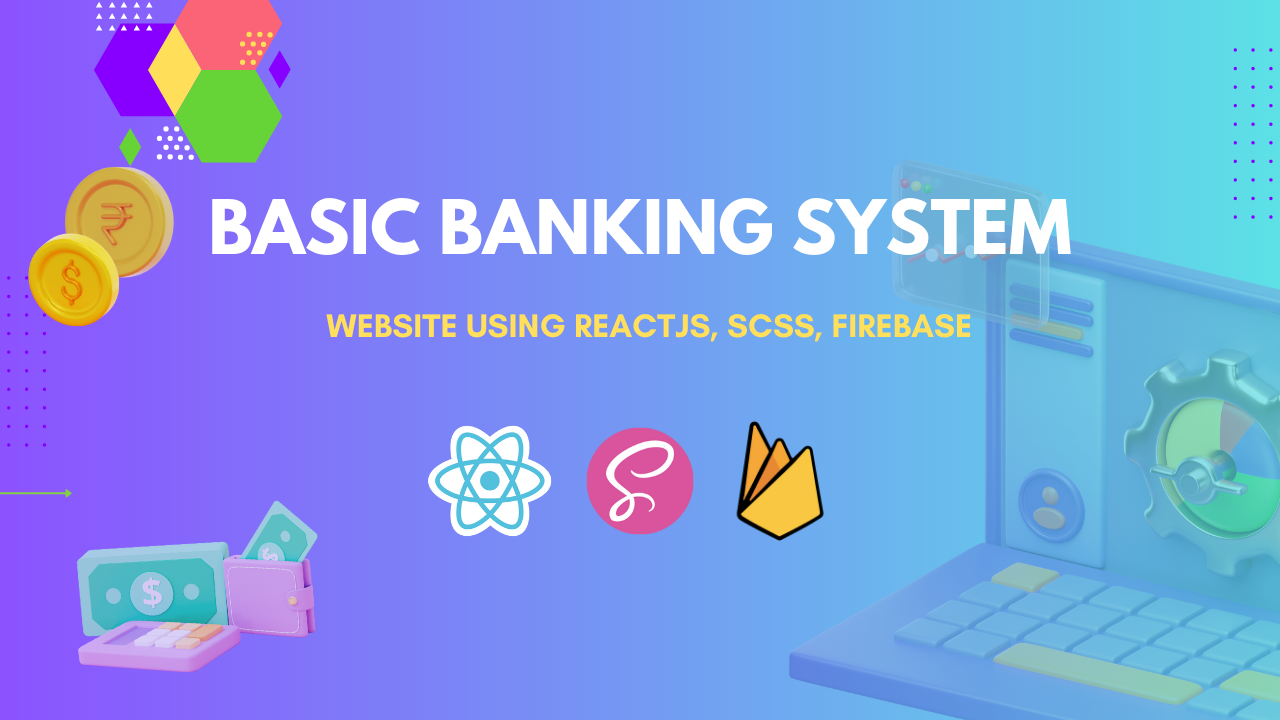 BASIC BANKING SYSTEM
WEBSITE USING REACTJS, SCSS, FIREBASE
₹
$
$
$